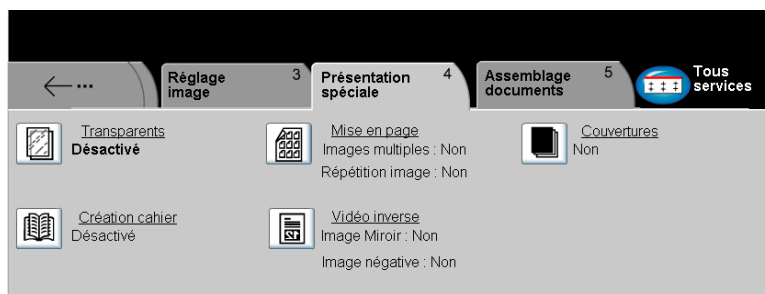 ← ...
Réglage image 3
Présentation spéciale 4
Assemblage documents 5
Tous services
Transparents
Désactivé
Mise en page
Images multiples : Non
Répétition image : Non
Couvertures
Non
Création cahier
Désactivé
Vidéo inverse
Image Miroir : Non
Image négative : Non